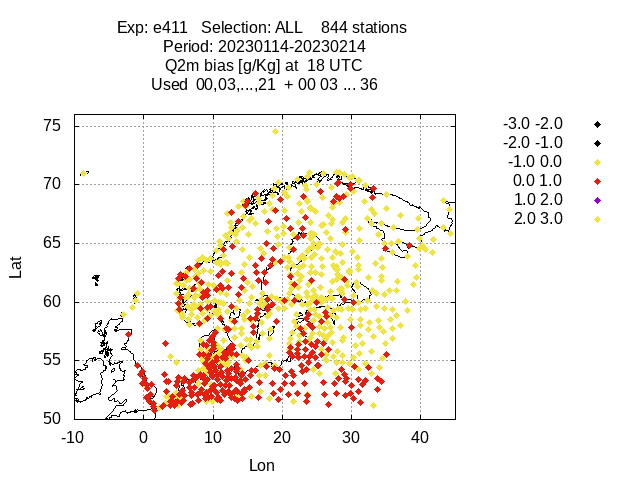 Exp: e411 Selection: ALL 844 stations
Period: 20230114-20230214
Q2m bias [g/Kg] at 18 UTC
Used 00,03,...,21 + 00 03 ... 36
-3.0 -2.0
-2.0 -1.0
-1.0 0.0
0.0 1.0
1.0 2.0
2.0 3.0
Lat
75
70
65
60
55
50
-10 0 10 20 30 40
Lon